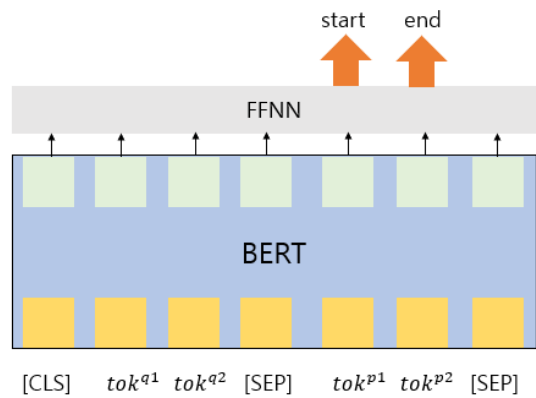 start end
FFNN
BERT
[CLS] tok^{q1} tok^{q2} [SEP] tok^{p1} tok^{p2} [SEP]